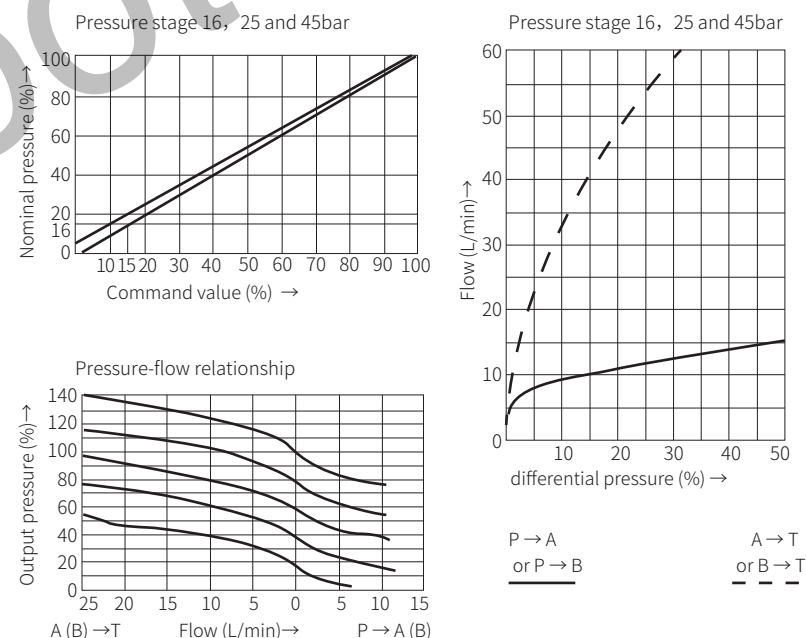 Pressure stage 16, 25 and 45bar
Nominal pressure (%)→
100
80
60
40
20
16
0
10 15 20 30 40 50 60 70 80 90 100
Command value (%) →
Pressure stage 16, 25 and 45bar
Flow (L/min)→
60
50
40
30
20
10
0
10 20 30 40 50
differential pressure (%) →
P → A
or P → B
A → T
or B → T
Pressure-flow relationship
Output pressure (%)→
140
120
100
80
60
40
20
0
25 20 15 10 5 0 5 10 15
A (B) →T Flow (L/min)→ P → A (B)